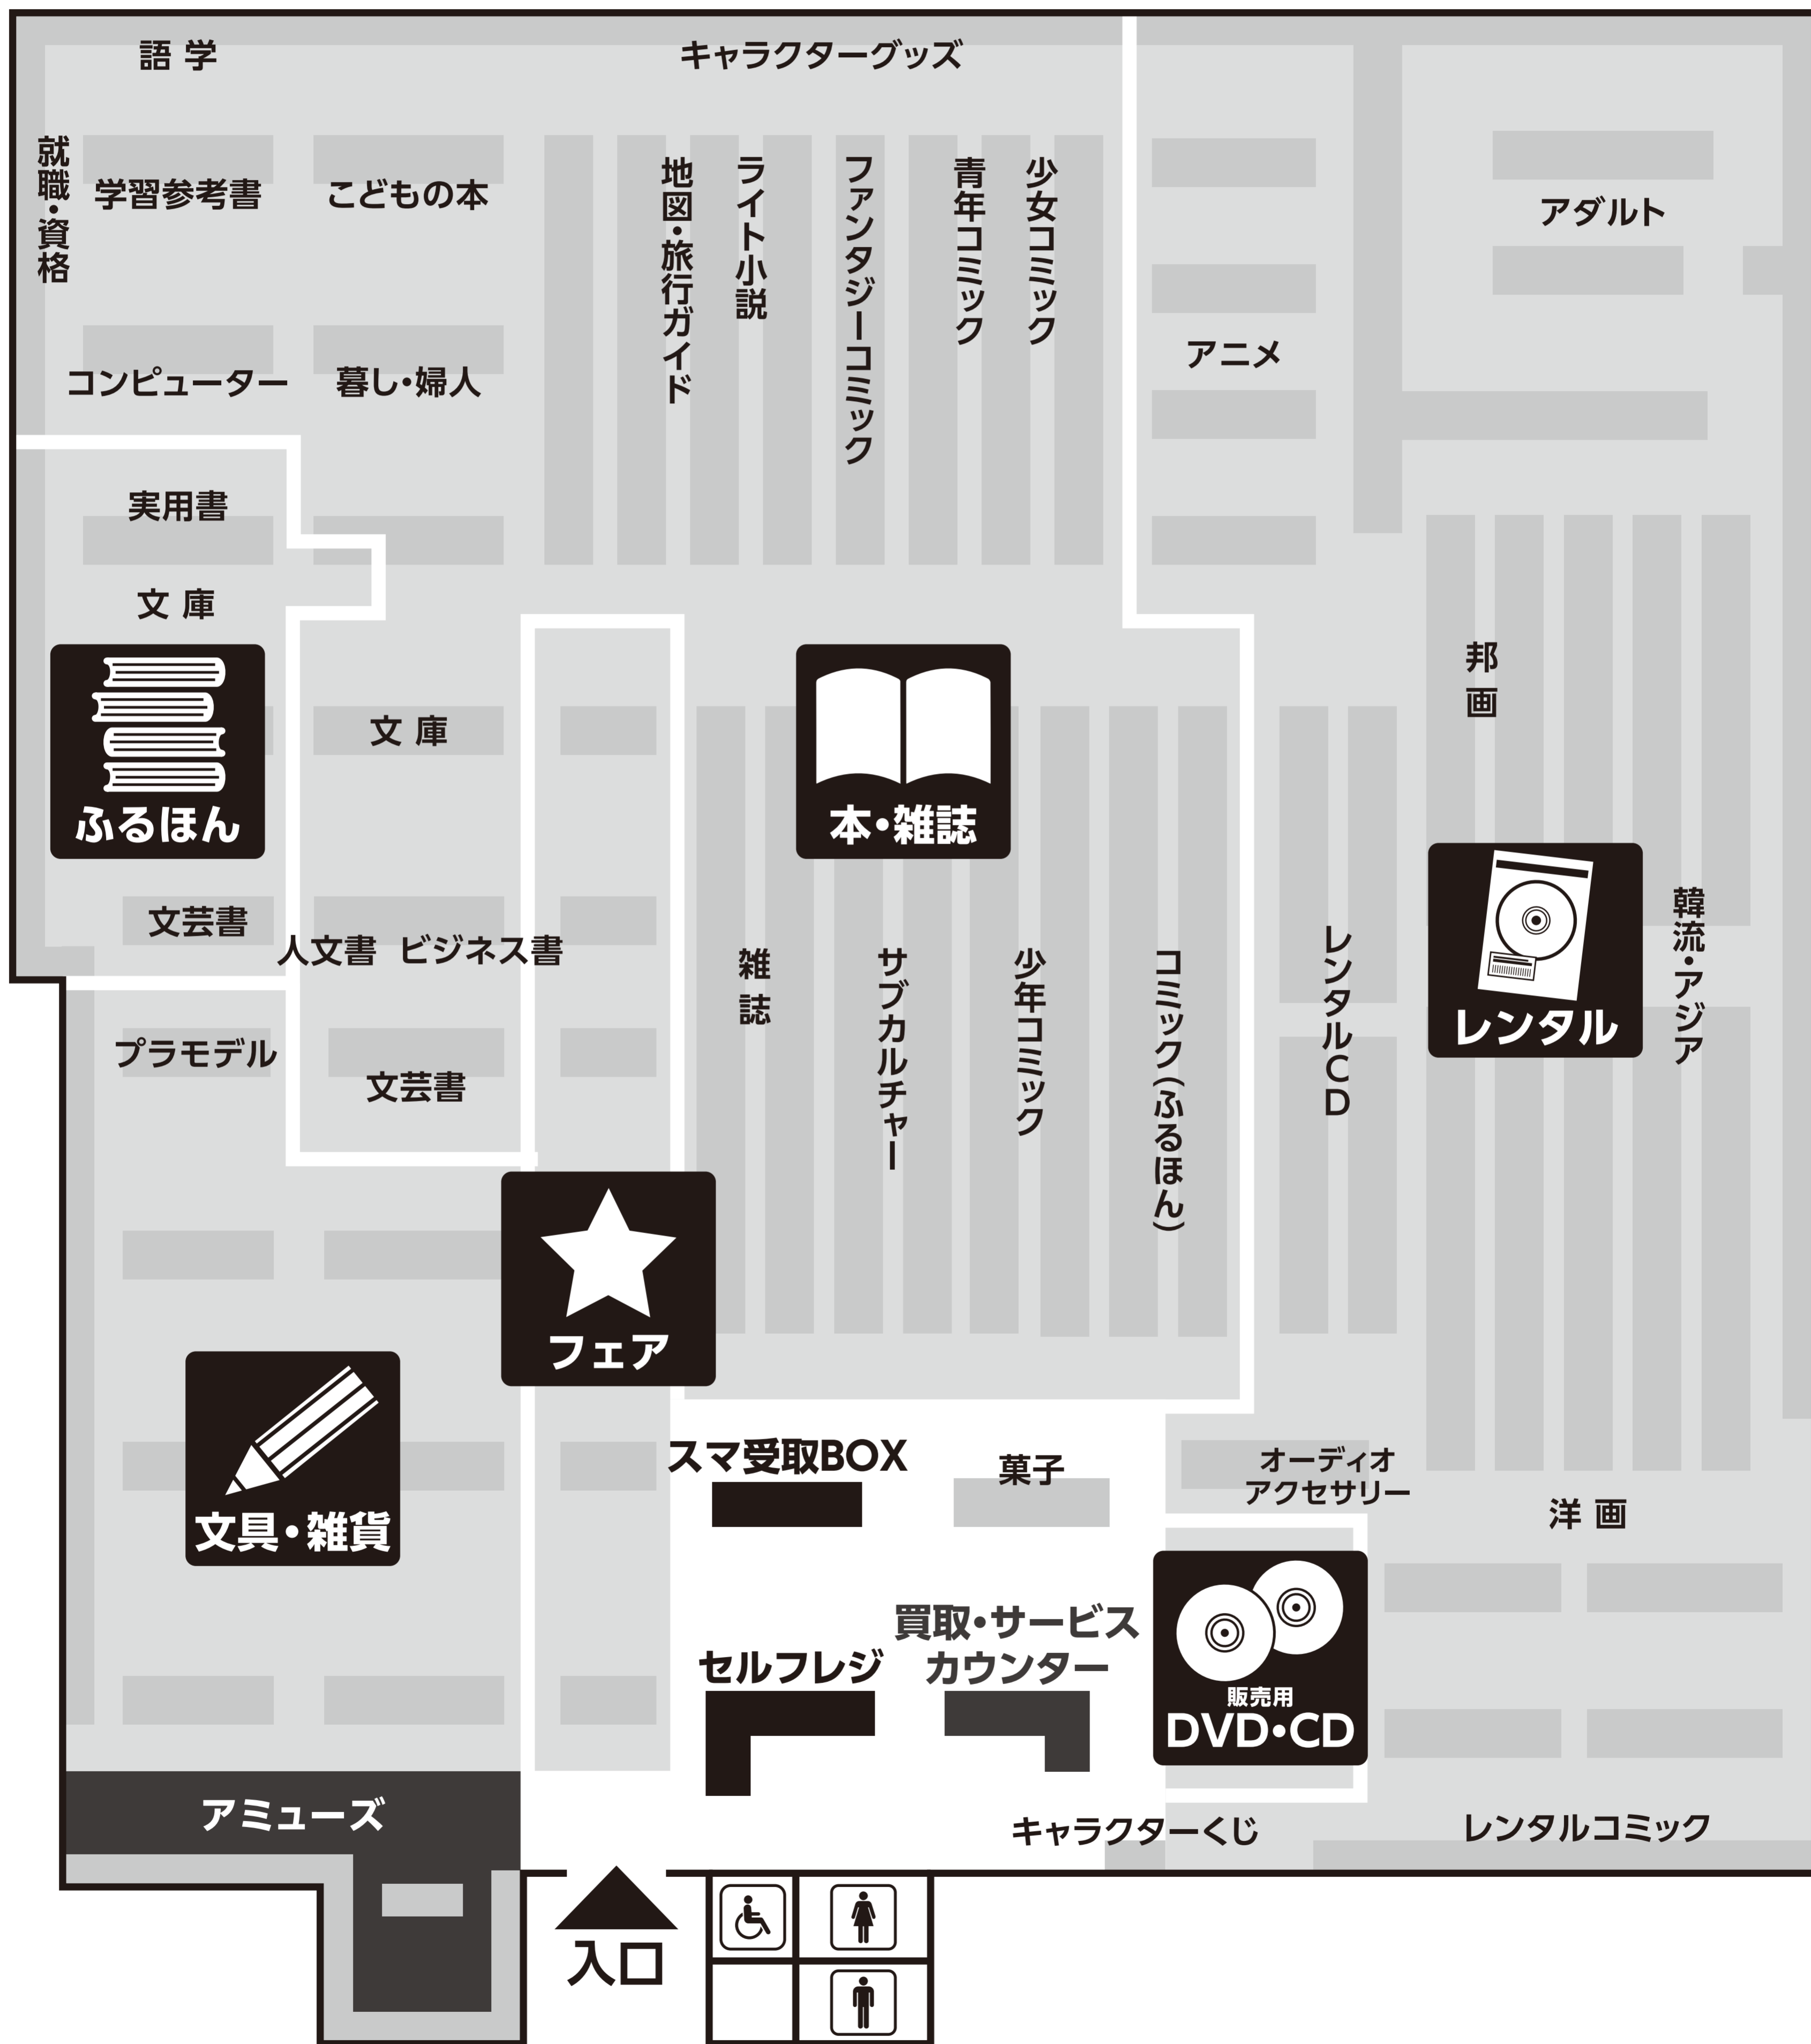 語 学
キャラクターグッズ
就職・資格
学習参考書
こどもの本
地図・旅行ガイド
ライト小説
ファンタジーコミック
青年コミック
少女コミック
アダルト
アニメ
コンピューター
暮し・婦人
実用書
文 庫
ふるほん
文 庫
本・雑誌
邦画
文芸書
人文書 ビジネス書
雑誌
サブカルチャー
少年コミック
コミック(ふるほん)
レンタルCD
レンタル
韓流・アジア
プラモデル
文芸書
フェア
文具・雑貨
スマ受取BOX
菓子
オーディオ
アクセサリー
洋 画
買取・サービス
カウンター
セルフレジ
販売用
DVD・CD
アミューズ
キャラクターくじ
レンタルコミック
入口